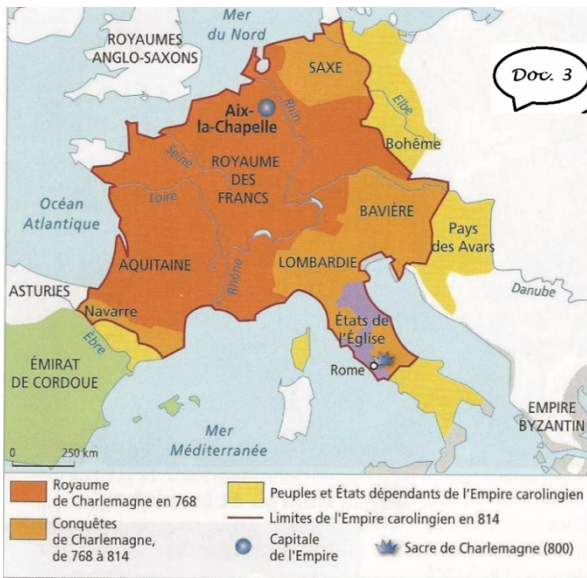 Mer
du Nord
ROYAUMES
ANGLO-SAXONS
SAXE
Doc. 3
Elbe
Aix-
la-Chapelle
Rhin
Bohême
Seine
ROYAUME
DES
FRANCS
Loire
Océan
Atlantique
BAVIÈRE
Pays
des Avars
AQUITAINE
LOMBARDIE
Rhône
ASTURIES
Danube
Navarre
États de
l'Église
Èbre
ÉMIRAT
DE CORDOUE
Rome
EMPIRE
BYZANTIN
Mer
Méditerranée
0 250 km
Royaume
de Charlemagne en 768
Peuples et États dépendants de l'Empire carolingien
Limites de l'Empire carolingien en 814
Conquêtes
de Charlemagne,
de 768 à 814
Capitale
de l'Empire
Sacre de Charlemagne (800)